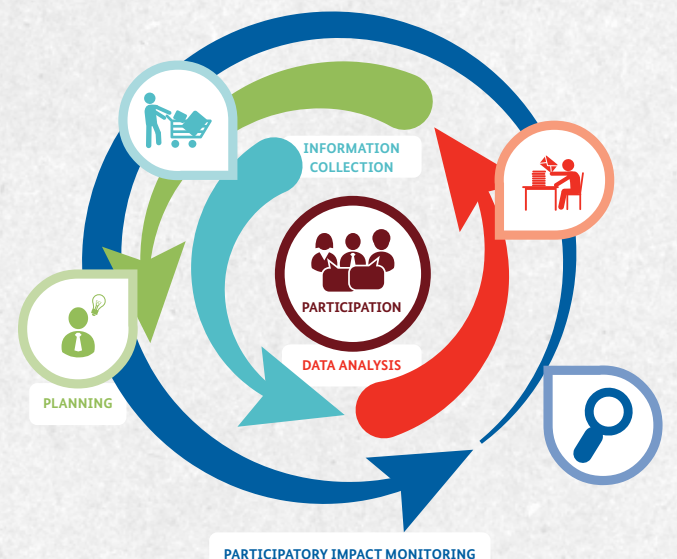 INFORMATION
COLLECTION
PARTICIPATION
DATA ANALYSIS
PLANNING
PARTICIPATORY IMPACT MONITORING